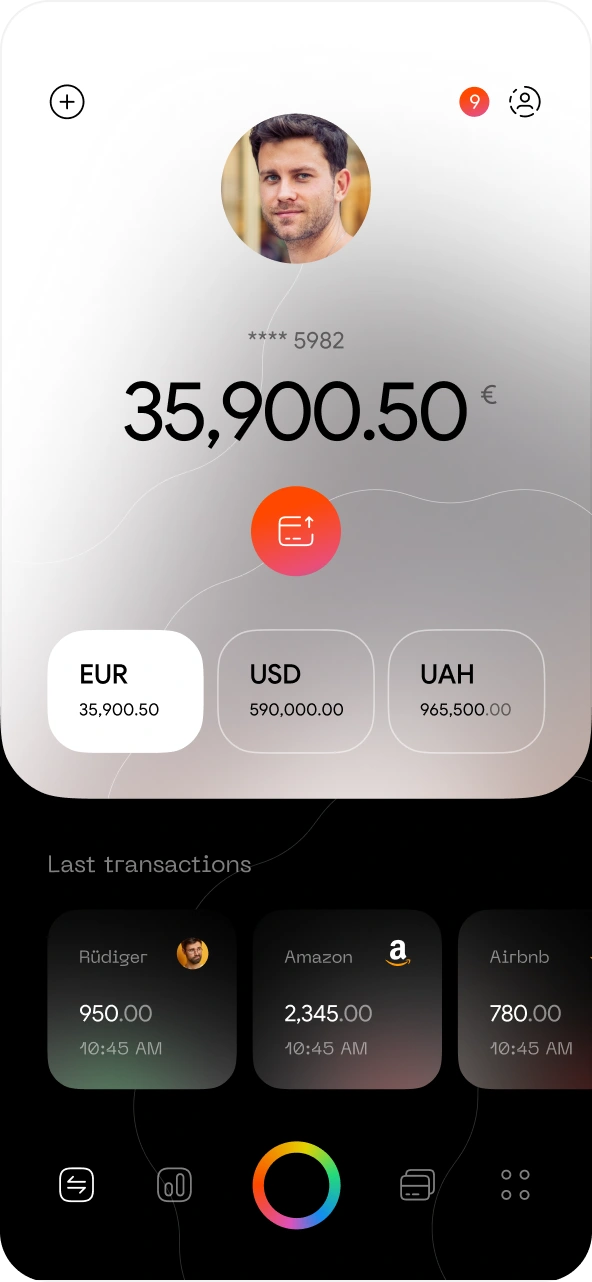 9
**** 5982
35,900.50 €
EUR
35,900.50
USD
590,000.00
UAH
965,500.00
Last transactions
Rüdiger
950.00
10:45 AM
Amazon
a
2,345.00
10:45 AM
Airbnb
780.00
10:45 AM